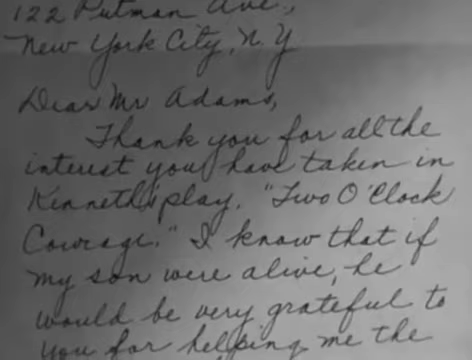 122 Putman Ave.,
New York City, N.Y
Dear Mr Adams,
Thank you for all the
interest you have taken in
Kenneth's play, "Two O'Clock
Courage." I know that if
my son were alive, he
would be very grateful to
you for helping me the